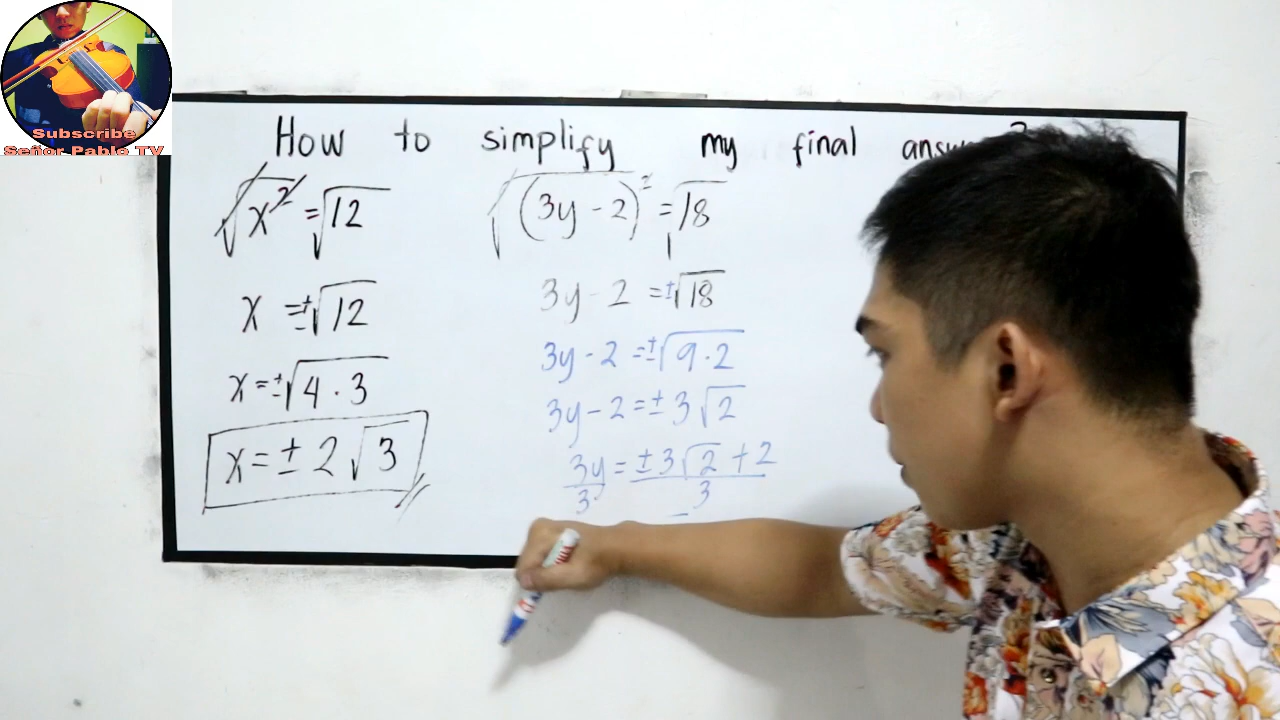 Subscribe
Señor Pablo TV
How to simplify my final
√x² = √12
x = ±√12
x = ±√4 · 3
x = ± 2√3
√(3y - 2)² = √18
3y - 2 = ±√18
3y - 2 = ±√9 · 2
3y - 2 = ± 3√2
3y = ± 3√2 + 2
3 3